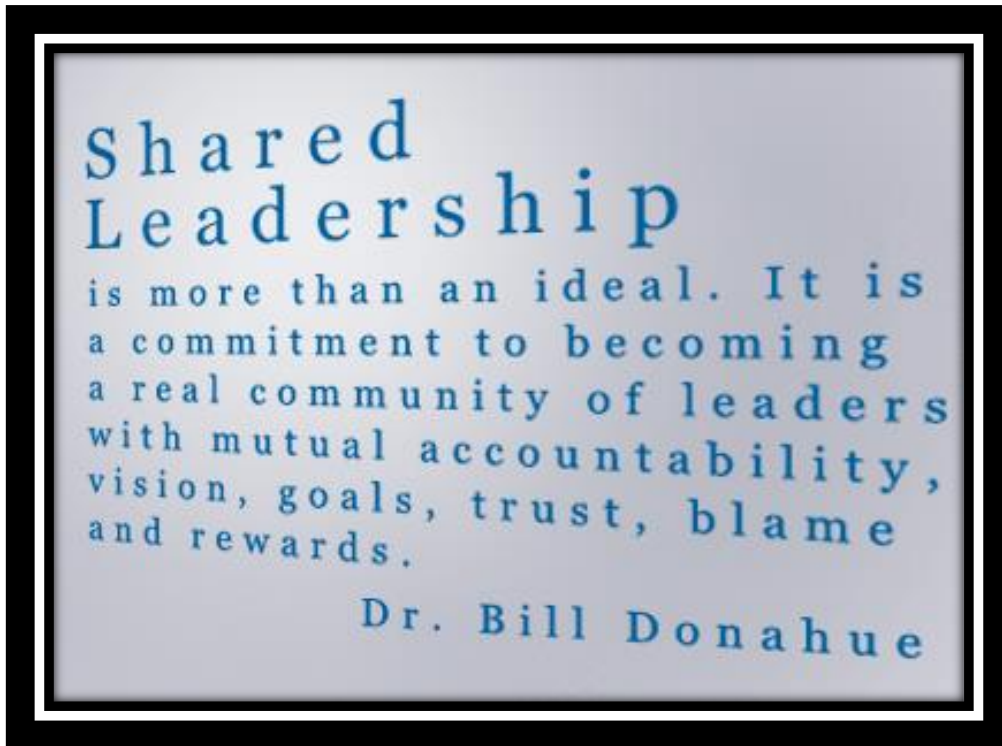 Shared
Leadership
is more than an ideal. It is
a commitment to becoming
a real community of leaders
with mutual accountability,
vision, goals, trust, blame
and rewards.
Dr. Bill Donahue